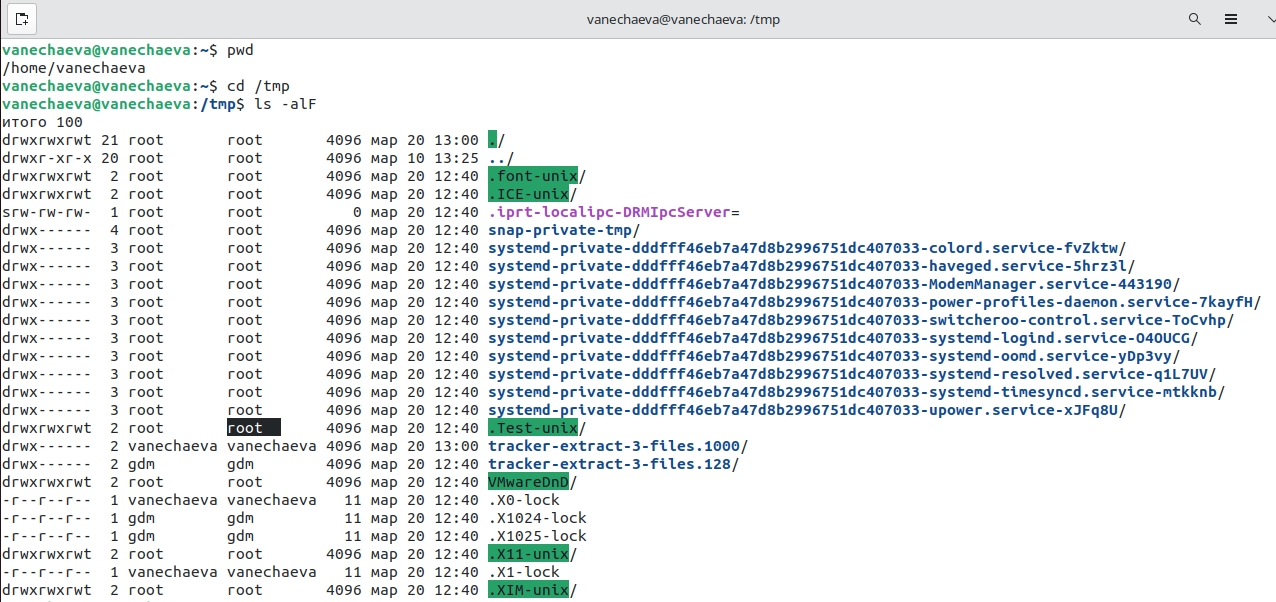 vanechaeva@vanechaeva: /tmp
vanechaeva@vanechaeva:~$ pwd
/home/vanechaeva
vanechaeva@vanechaeva:~$ cd /tmp
vanechaeva@vanechaeva:/tmp$ ls -alF
итого 100
drwxrwxrwt 21 root       root       4096 мар 20 13:00 ./
drwxr-xr-x 20 root       root       4096 мар 10 13:25 ../
drwxrwxrwt  2 root       root       4096 мар 20 12:40 .font-unix/
drwxrwxrwt  2 root       root       4096 мар 20 12:40 .ICE-unix/
srw-rw-rw-  1 root       root          0 мар 20 12:40 .iprt-localipc-DRMIpcServer=
drwx------  4 root       root       4096 мар 20 12:40 snap-private-tmp/
drwx------  3 root       root       4096 мар 20 12:40 systemd-private-dddfff46eb7a47d8b2996751dc407033-colord.service-fvZktw/
drwx------  3 root       root       4096 мар 20 12:40 systemd-private-dddfff46eb7a47d8b2996751dc407033-haveged.service-5hrz3l/
drwx------  3 root       root       4096 мар 20 12:40 systemd-private-dddfff46eb7a47d8b2996751dc407033-ModemManager.service-443190/
drwx------  3 root       root       4096 мар 20 12:40 systemd-private-dddfff46eb7a47d8b2996751dc407033-power-profiles-daemon.service-7kayfH/
drwx------  3 root       root       4096 мар 20 12:40 systemd-private-dddfff46eb7a47d8b2996751dc407033-switcheroo-control.service-ToCvhp/
drwx------  3 root       root       4096 мар 20 12:40 systemd-private-dddfff46eb7a47d8b2996751dc407033-systemd-logind.service-O4OUCG/
drwx------  3 root       root       4096 мар 20 12:40 systemd-private-dddfff46eb7a47d8b2996751dc407033-systemd-oomd.service-yDp3vy/
drwx------  3 root       root       4096 мар 20 12:40 systemd-private-dddfff46eb7a47d8b2996751dc407033-systemd-resolved.service-q1L7UV/
drwx------  3 root       root       4096 мар 20 12:40 systemd-private-dddfff46eb7a47d8b2996751dc407033-systemd-timesyncd.service-mtkknb/
drwx------  3 root       root       4096 мар 20 12:40 systemd-private-dddfff46eb7a47d8b2996751dc407033-upower.service-xJFq8U/
drwxrwxrwt  2 root       root       4096 мар 20 12:40 .Test-unix/
drwx------  2 vanechaeva vanechaeva 4096 мар 20 13:00 tracker-extract-3-files.1000/
drwx------  2 gdm        gdm        4096 мар 20 12:40 tracker-extract-3-files.128/
drwxrwxrwt  2 root       root       4096 мар 20 12:40 VMwareDnD/
-r--r--r--  1 vanechaeva vanechaeva   11 мар 20 12:40 .X0-lock
-r--r--r--  1 gdm        gdm          11 мар 20 12:40 .X1024-lock
-r--r--r--  1 gdm        gdm          11 мар 20 12:40 .X1025-lock
drwxrwxrwt  2 root       root       4096 мар 20 12:40 .X11-unix/
-r--r--r--  1 vanechaeva vanechaeva   11 мар 20 12:40 .X1-lock
drwxrwxrwt  2 root       root       4096 мар 20 12:40 .XIM-unix/